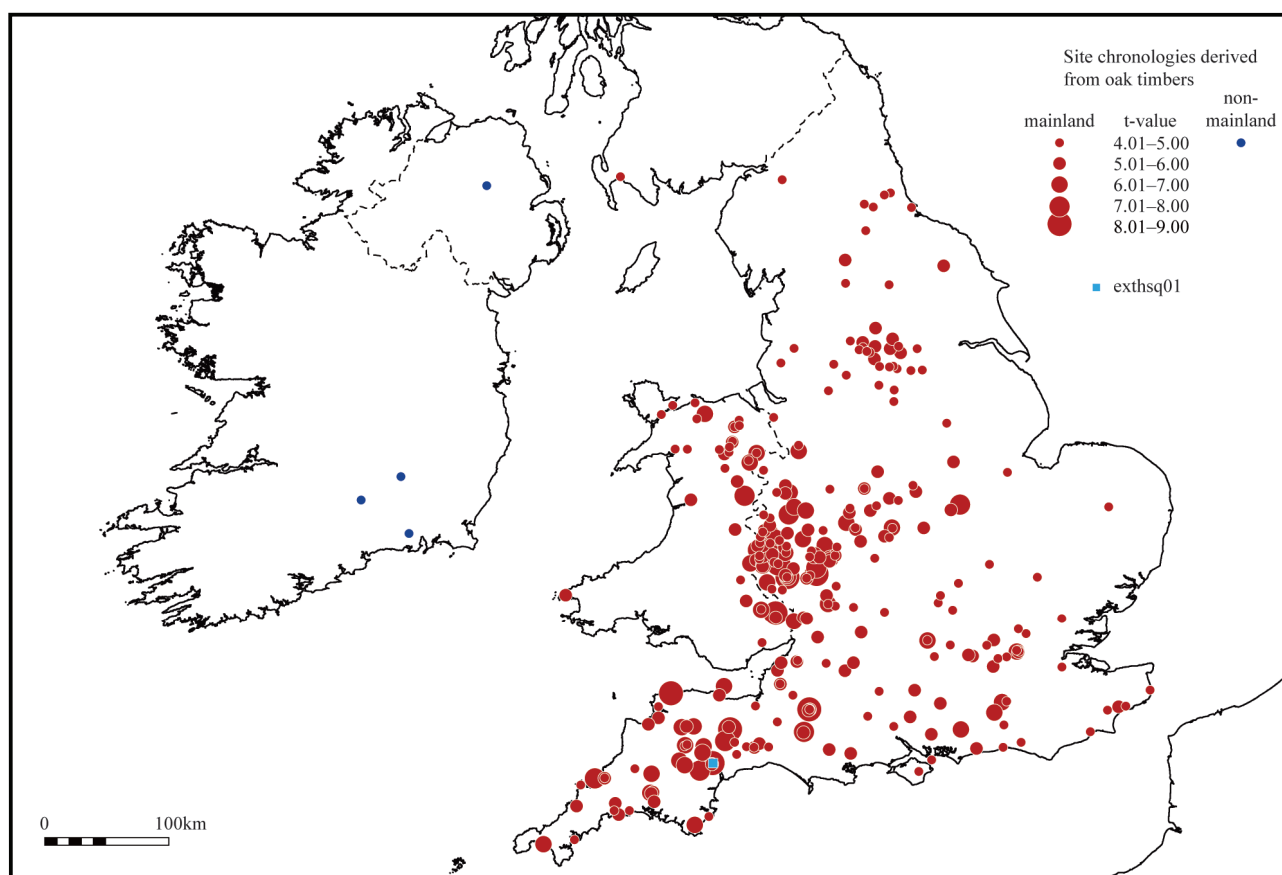 Site chronologies derived
from oak timbers
non-
mainland t-value mainland
4.01–5.00
5.01–6.00
6.01–7.00
7.01–8.00
8.01–9.00
exthsq01
0 100km